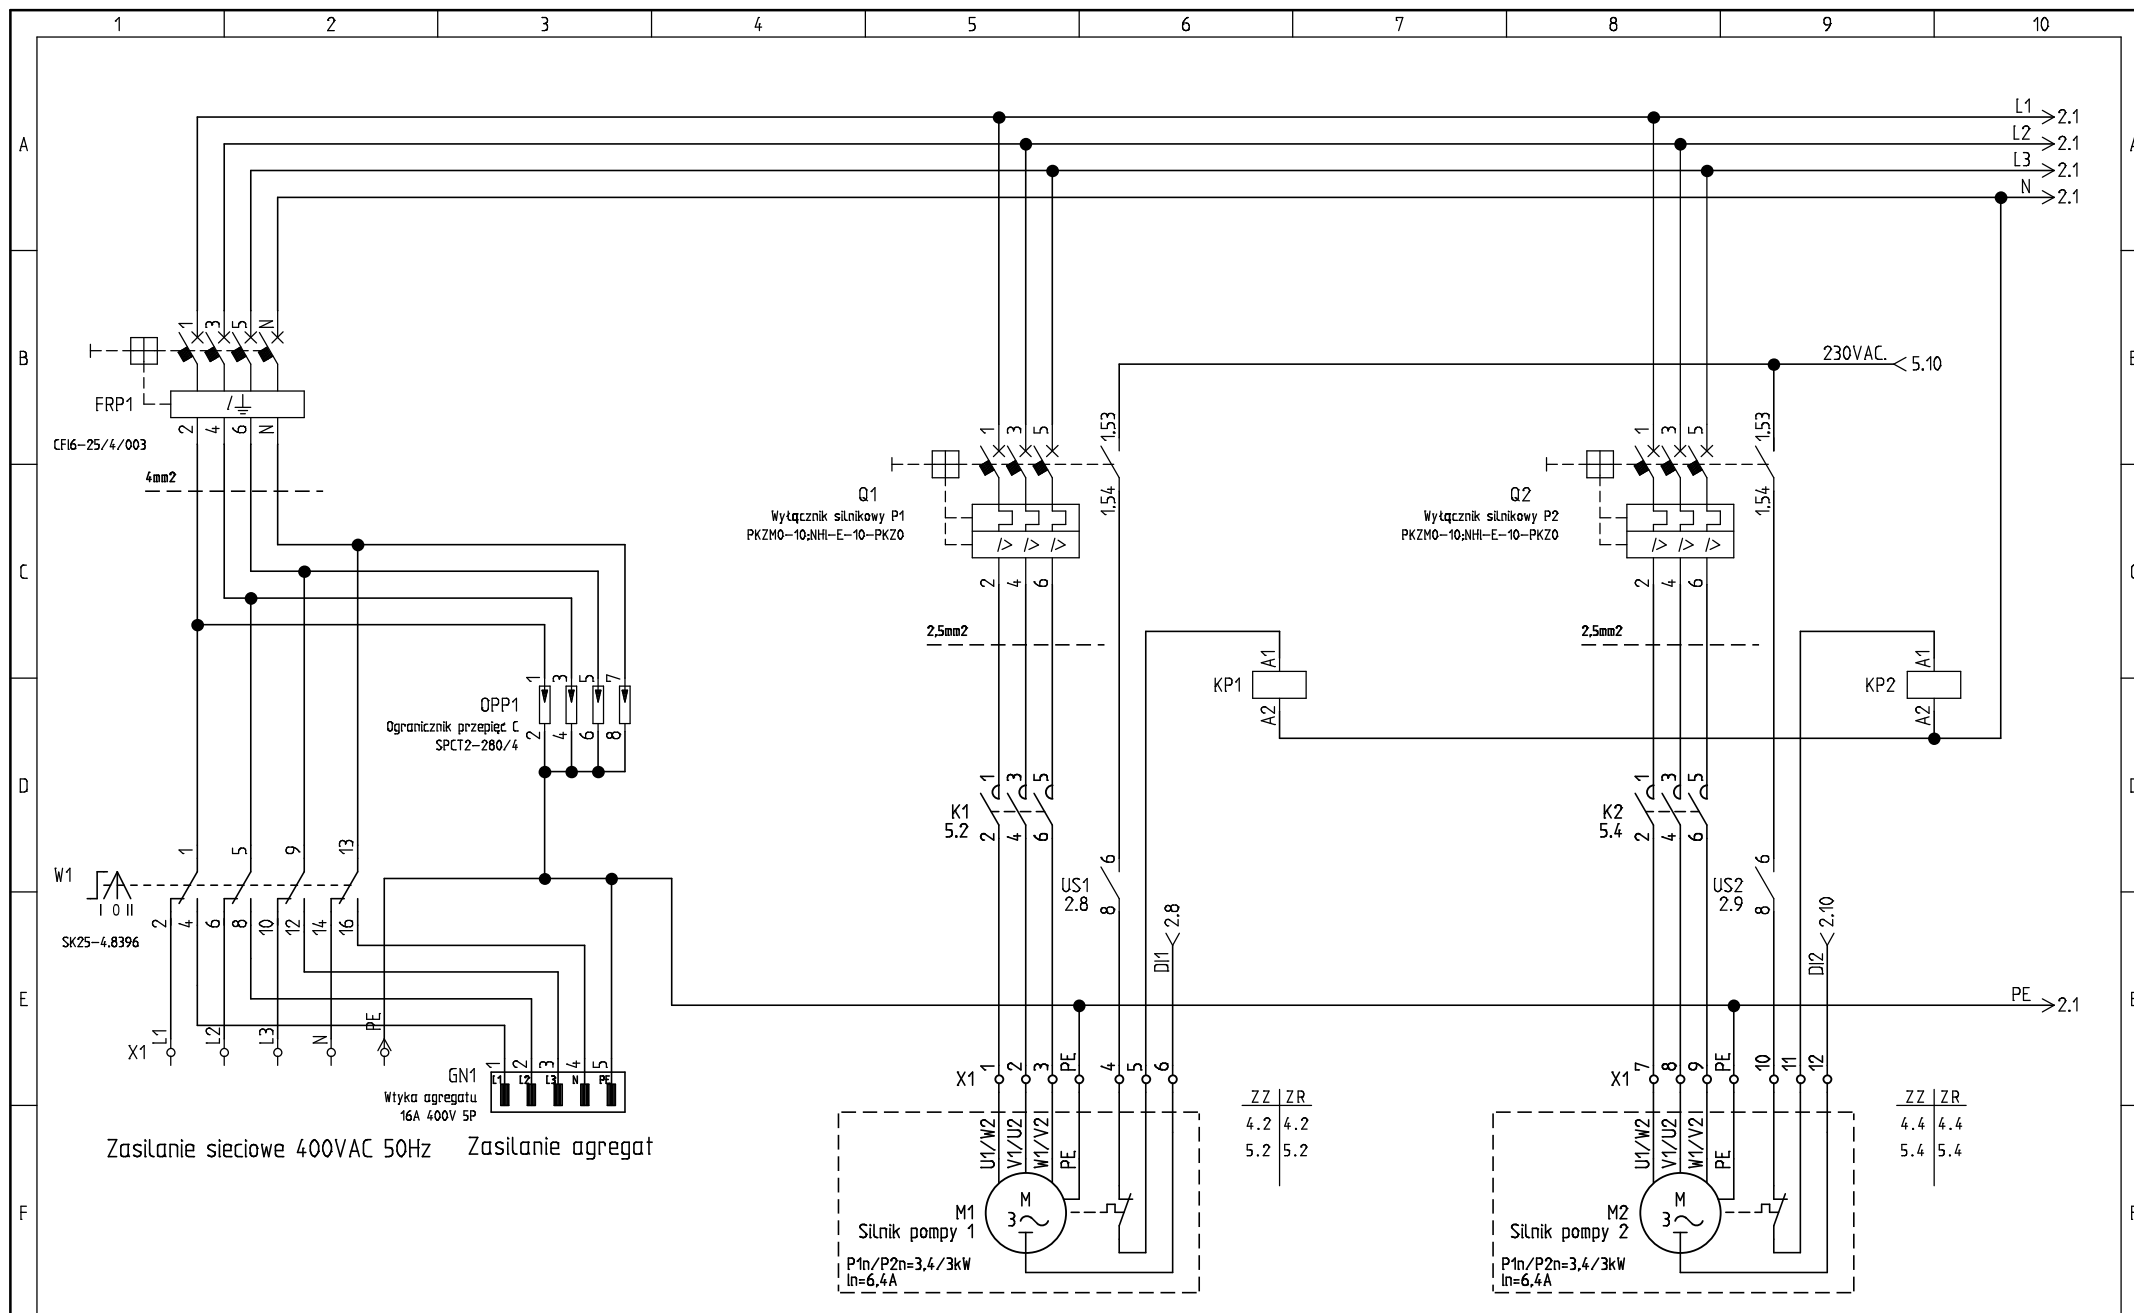 1 2 3 4 5 6 7 8 9 10
A
B
C
D
E
F
L1 2.1
L2 2.1
L3 2.1
N 2.1
1 3 5 N
FRP1
2 4 6 N
CFI6-25/4/003
4mm2
230VAC. 5.10
1 3 5 1.53
Q1
Wyłącznik silnikowy P1
PKZM0-10;NHI-E-10-PKZ0
1.54
I> I> I>
2 4 6
2,5mm2
1 3 5 1.53
Q2
Wyłącznik silnikowy P2
PKZM0-10;NHI-E-10-PKZ0
1.54
I> I> I>
2 4 6
2,5mm2
1 3 5 7
OPP1
Ogranicznik przepięć C
SPCT2-280/4
2 4 6 8
A1
KP1
A2
A1
KP2
A2
1 3 5
K1
5.2
2 4 6
1 3 5
K2
5.4
2 4 6
1 5 9 13
W1
I 0 II
2 4 6 8 10 12 14 16
SK25-4.8396
6
US1
2.8
8
DI1 2.8
6
US2
2.9
8
DI2 2.10
PE 2.1
X1 L1 L2 L3 N PE
1 2 3 4 5
GN1
L1 L2 L3 N PE
Wtyka agregatu
16A 400V 5P
Zasilanie sieciowe 400VAC 50Hz
Zasilanie agregat
X1 1 2 3 PE 4 5 6
U1/W2 V1/U2 W1/V2 PE
M
3
M1
Silnik pompy 1
P1n/P2n=3,4/3kW
In=6,4A
ZZ ZR
4.2 4.2
5.2 5.2
X1 7 8 9 PE 10 11 12
U1/W2 V1/U2 W1/V2 PE
M
3
M2
Silnik pompy 2
P1n/P2n=3,4/3kW
In=6,4A
ZZ ZR
4.4 4.4
5.4 5.4